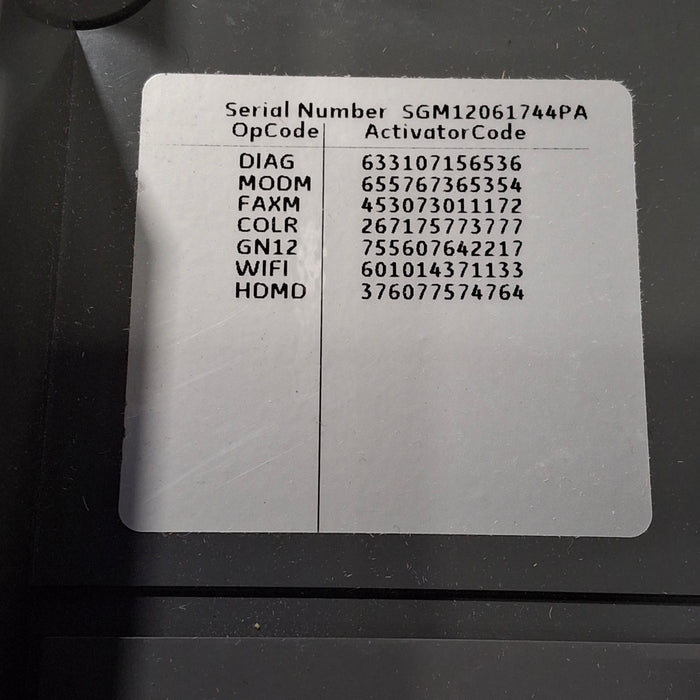 Serial Number SGM12061744PA
OpCode ActivatorCode
DIAG 633107156536
MODM 655767365354
FAXM 453073011172
COLR 267175773777
GN12 755607642217
WIFI 601014371133
HDMD 376077574764